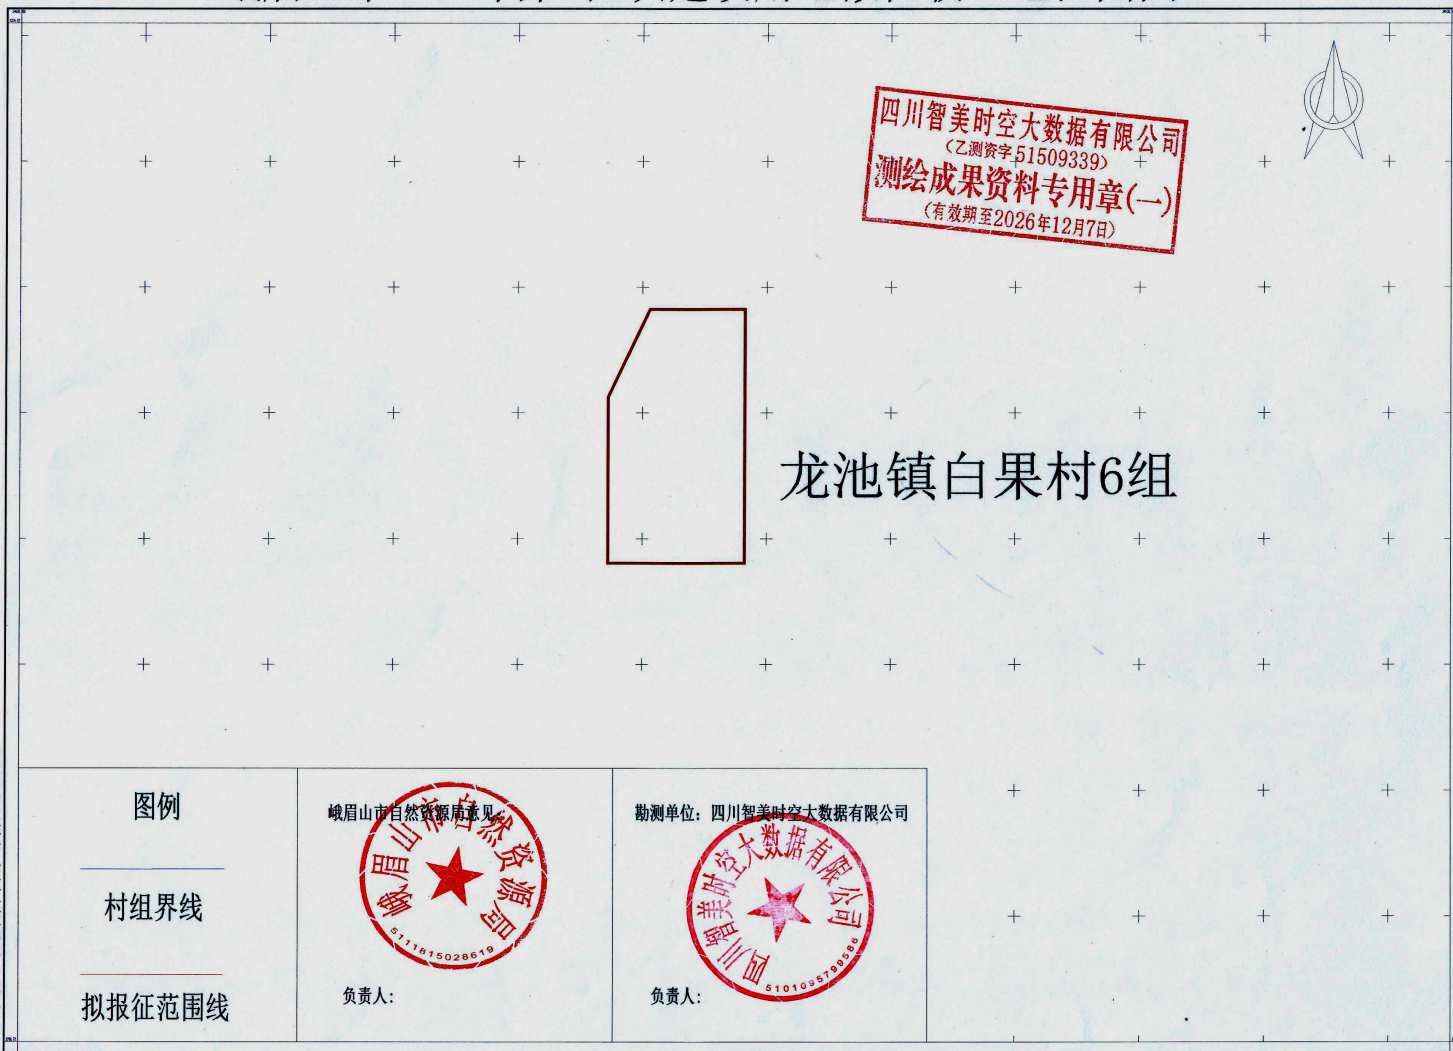 四川智美时空大数据有限公司
(乙测资字51509339)
测绘成果资料专用章(一)
(有效期至2026年12月7日)
龙池镇白果村6组
图例
村组界线
拟报征范围线
峨眉山市自然资源局意见:
峨眉山市自然资源局
5111815028619
负责人:
勘测单位: 四川智美时空大数据有限公司
四川智美时空大数据有限公司
5101095799586
负责人: